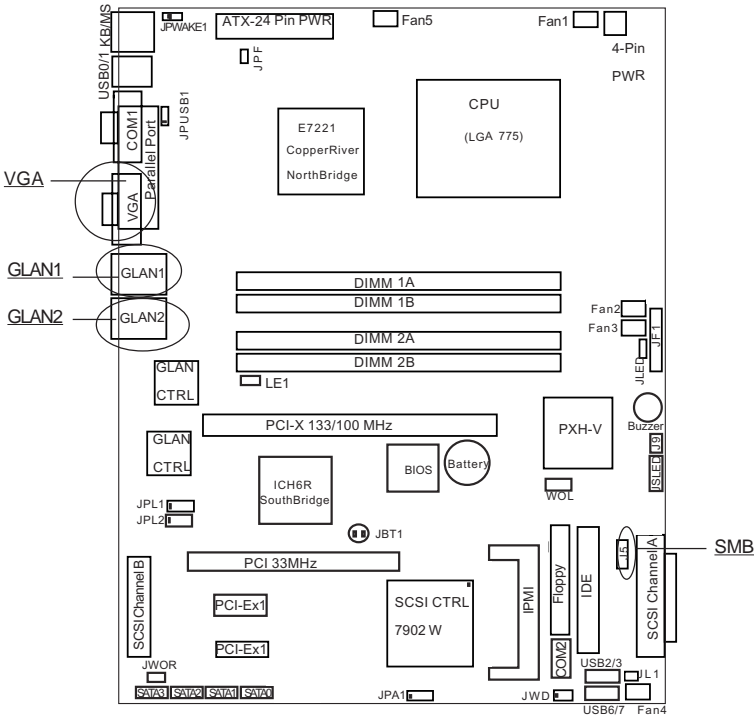 KB/MS
JPWAKE1
ATX-24 Pin PWR
Fan5
Fan1
4-Pin
PWR
JPF
USB0/1
JPUSB1
COM1
Parallel Port
E7221
CopperRiver
NorthBridge
CPU
(LGA 775)
VGA
VGA
GLAN1
GLAN1
GLAN2
GLAN2
DIMM 1A
DIMM 1B
DIMM 2A
DIMM 2B
Fan2
Fan3
JF1
JLED
GLAN
CTRL
LE1
PCI-X 133/100 MHz
PXH-V
Buzzer
J9
JSLED
GLAN
CTRL
ICH6R
SouthBridge
BIOS
Battery
WOL
JPL1
JPL2
JBT1
J5
SMB
SCSI Channel A
PCI 33MHz
SCSI Channel B
PCI-Ex1
PCI-Ex1
SCSI CTRL
7902 W
IPMI
Floppy
IDE
COM2
JWOR
SATA3
SATA2
SATA1
SATA0
JPA1
JWD
USB2/3
JL1
USB6/7
Fan4